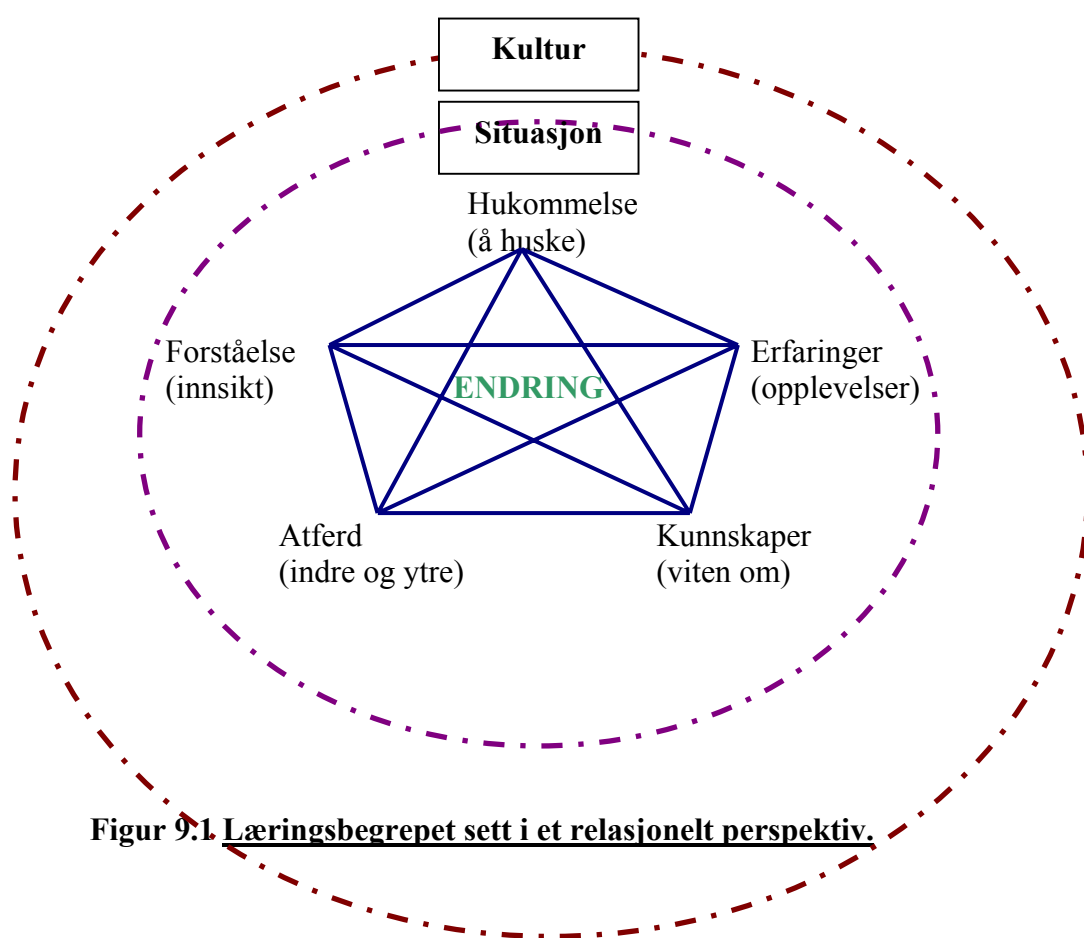 Kultur
Situasjon
Hukommelse
(å huske)
Forståelse
(innsikt)
Erfaringer
(opplevelser)
ENDRING
Atferd
(indre og ytre)
Kunnskaper
(viten om)
Figur 9.1 Læringsbegrepet sett i et relasjonelt perspektiv.